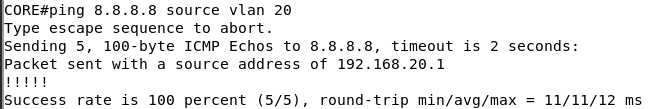 CORE#ping 8.8.8.8 source vlan 20
Type escape sequence to abort.
Sending 5, 100-byte ICMP Echos to 8.8.8.8, timeout is 2 seconds:
Packet sent with a source address of 192.168.20.1
!!!!!
Success rate is 100 percent (5/5), round-trip min/avg/max = 11/11/12 ms